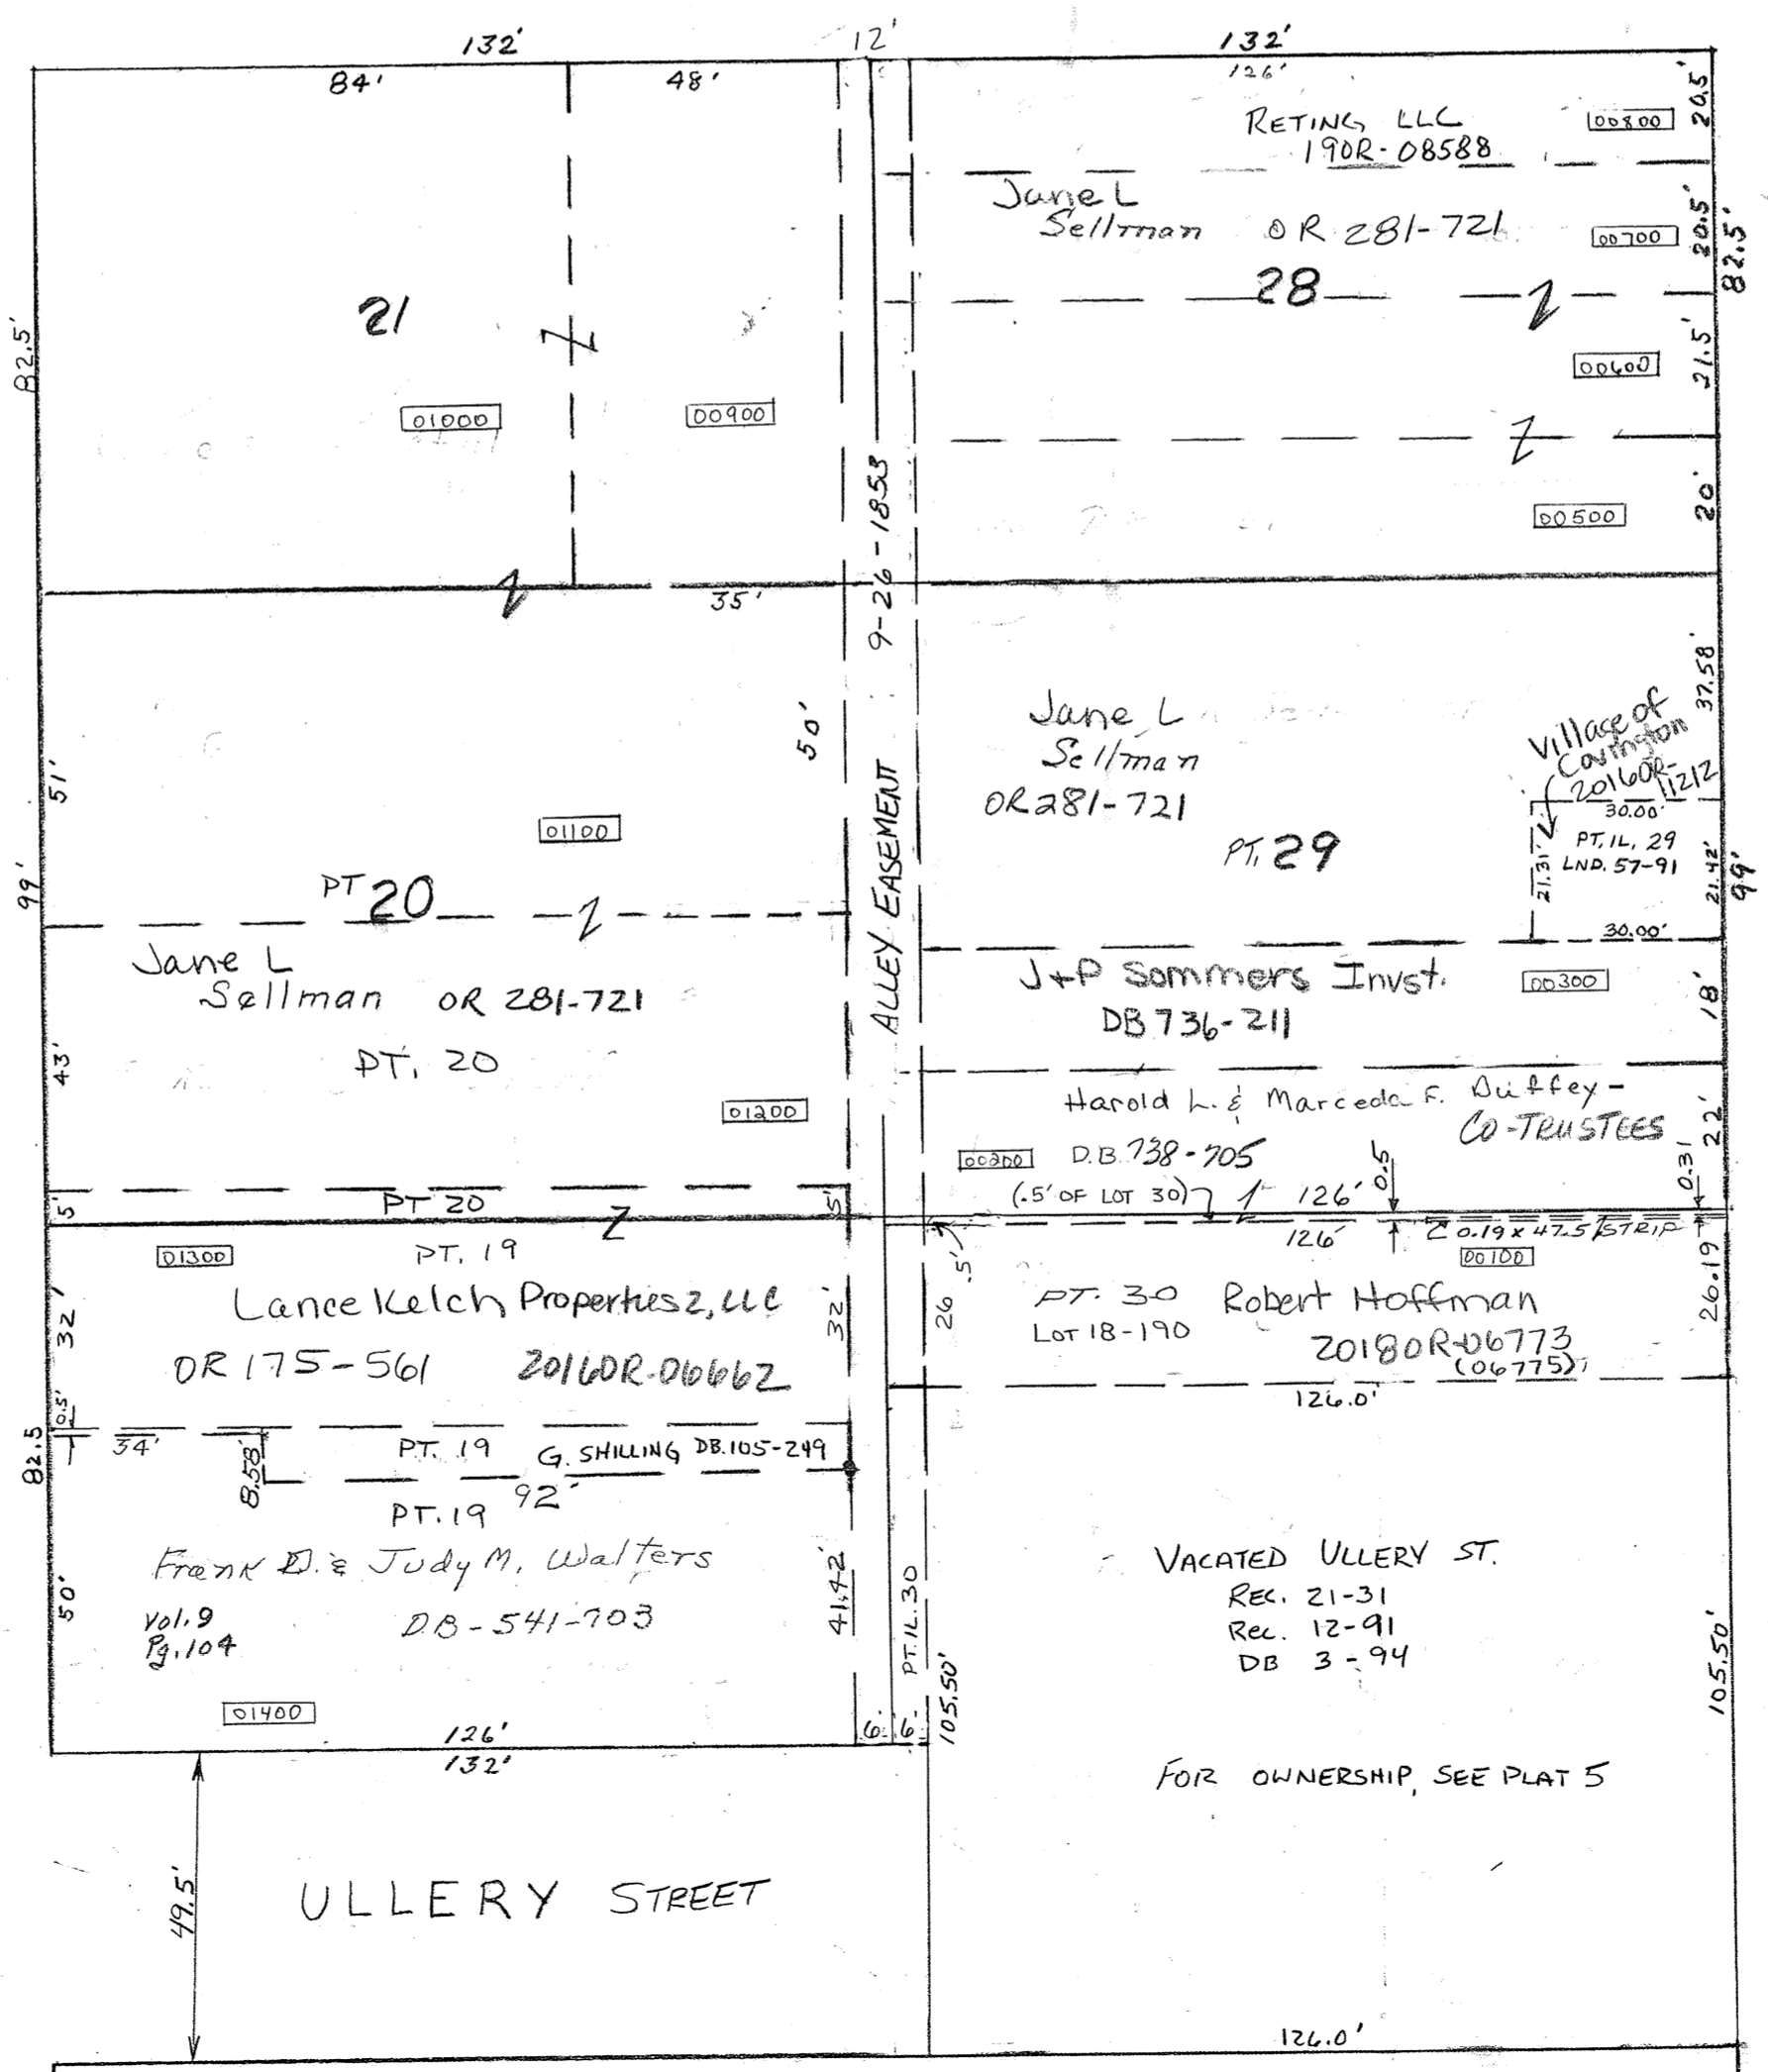 132'
12'
132'
84'
48'
126'
20.5'
RETING LLC
190R-08588
00800
Jane L
Sellman OR 281-721
00700
20.5'
82.5'
28
21
82.5'
21.5'
00600
01000
00900
20'
00500
9-26-1853
35'
ALLEY EASEMENT
50'
51'
99'
01100
PT 20
Jane L
Sellman OR 281-721
PT. 20
43'
01200
Jane L
Sellman
OR 281-721
PT. 29
37.58'
Village of
Covington
2016OR-
11212
30.00'
PT. IL. 29
LND. 57-91
21.31'
21.42'
99'
30.00'
J+P Sommers Invst.
DB 736-211
00300
18'
Harold L. & Marceda F. Duffey-
CO-TRUSTEES
22'
00200
D.B. 738-705
(.5' OF LOT 30)
126'
0.5
0.31
5'
PT 20
5'
126'
0.19 x 47.5 STRIP
00100
26.19
01300
PT. 19
32'
Lance Kelch Properties 2, LLC
OR 175-561 2016OR-06662
32'
.5'
26
PT. 30
LOT 18-190
Robert Hoffman
2018OR-06773
(06775)
126.0'
0.5'
82.5
34'
8.58'
PT. 19 G. SHILLING DB.105-249
92'
PT. 19
Frank D. & Judy M. Walters
Vol. 9
Pg. 104
DB-541-703
50'
41.42'
01400
PT. IL. 30
6.
6.
105.50'
126'
132'
VACATED ULLERY ST.
REC. 21-31
Rec. 12-91
DB 3-94
105.50'
FOR OWNERSHIP, SEE PLAT 5
49.5'
ULLERY STREET
126.0'